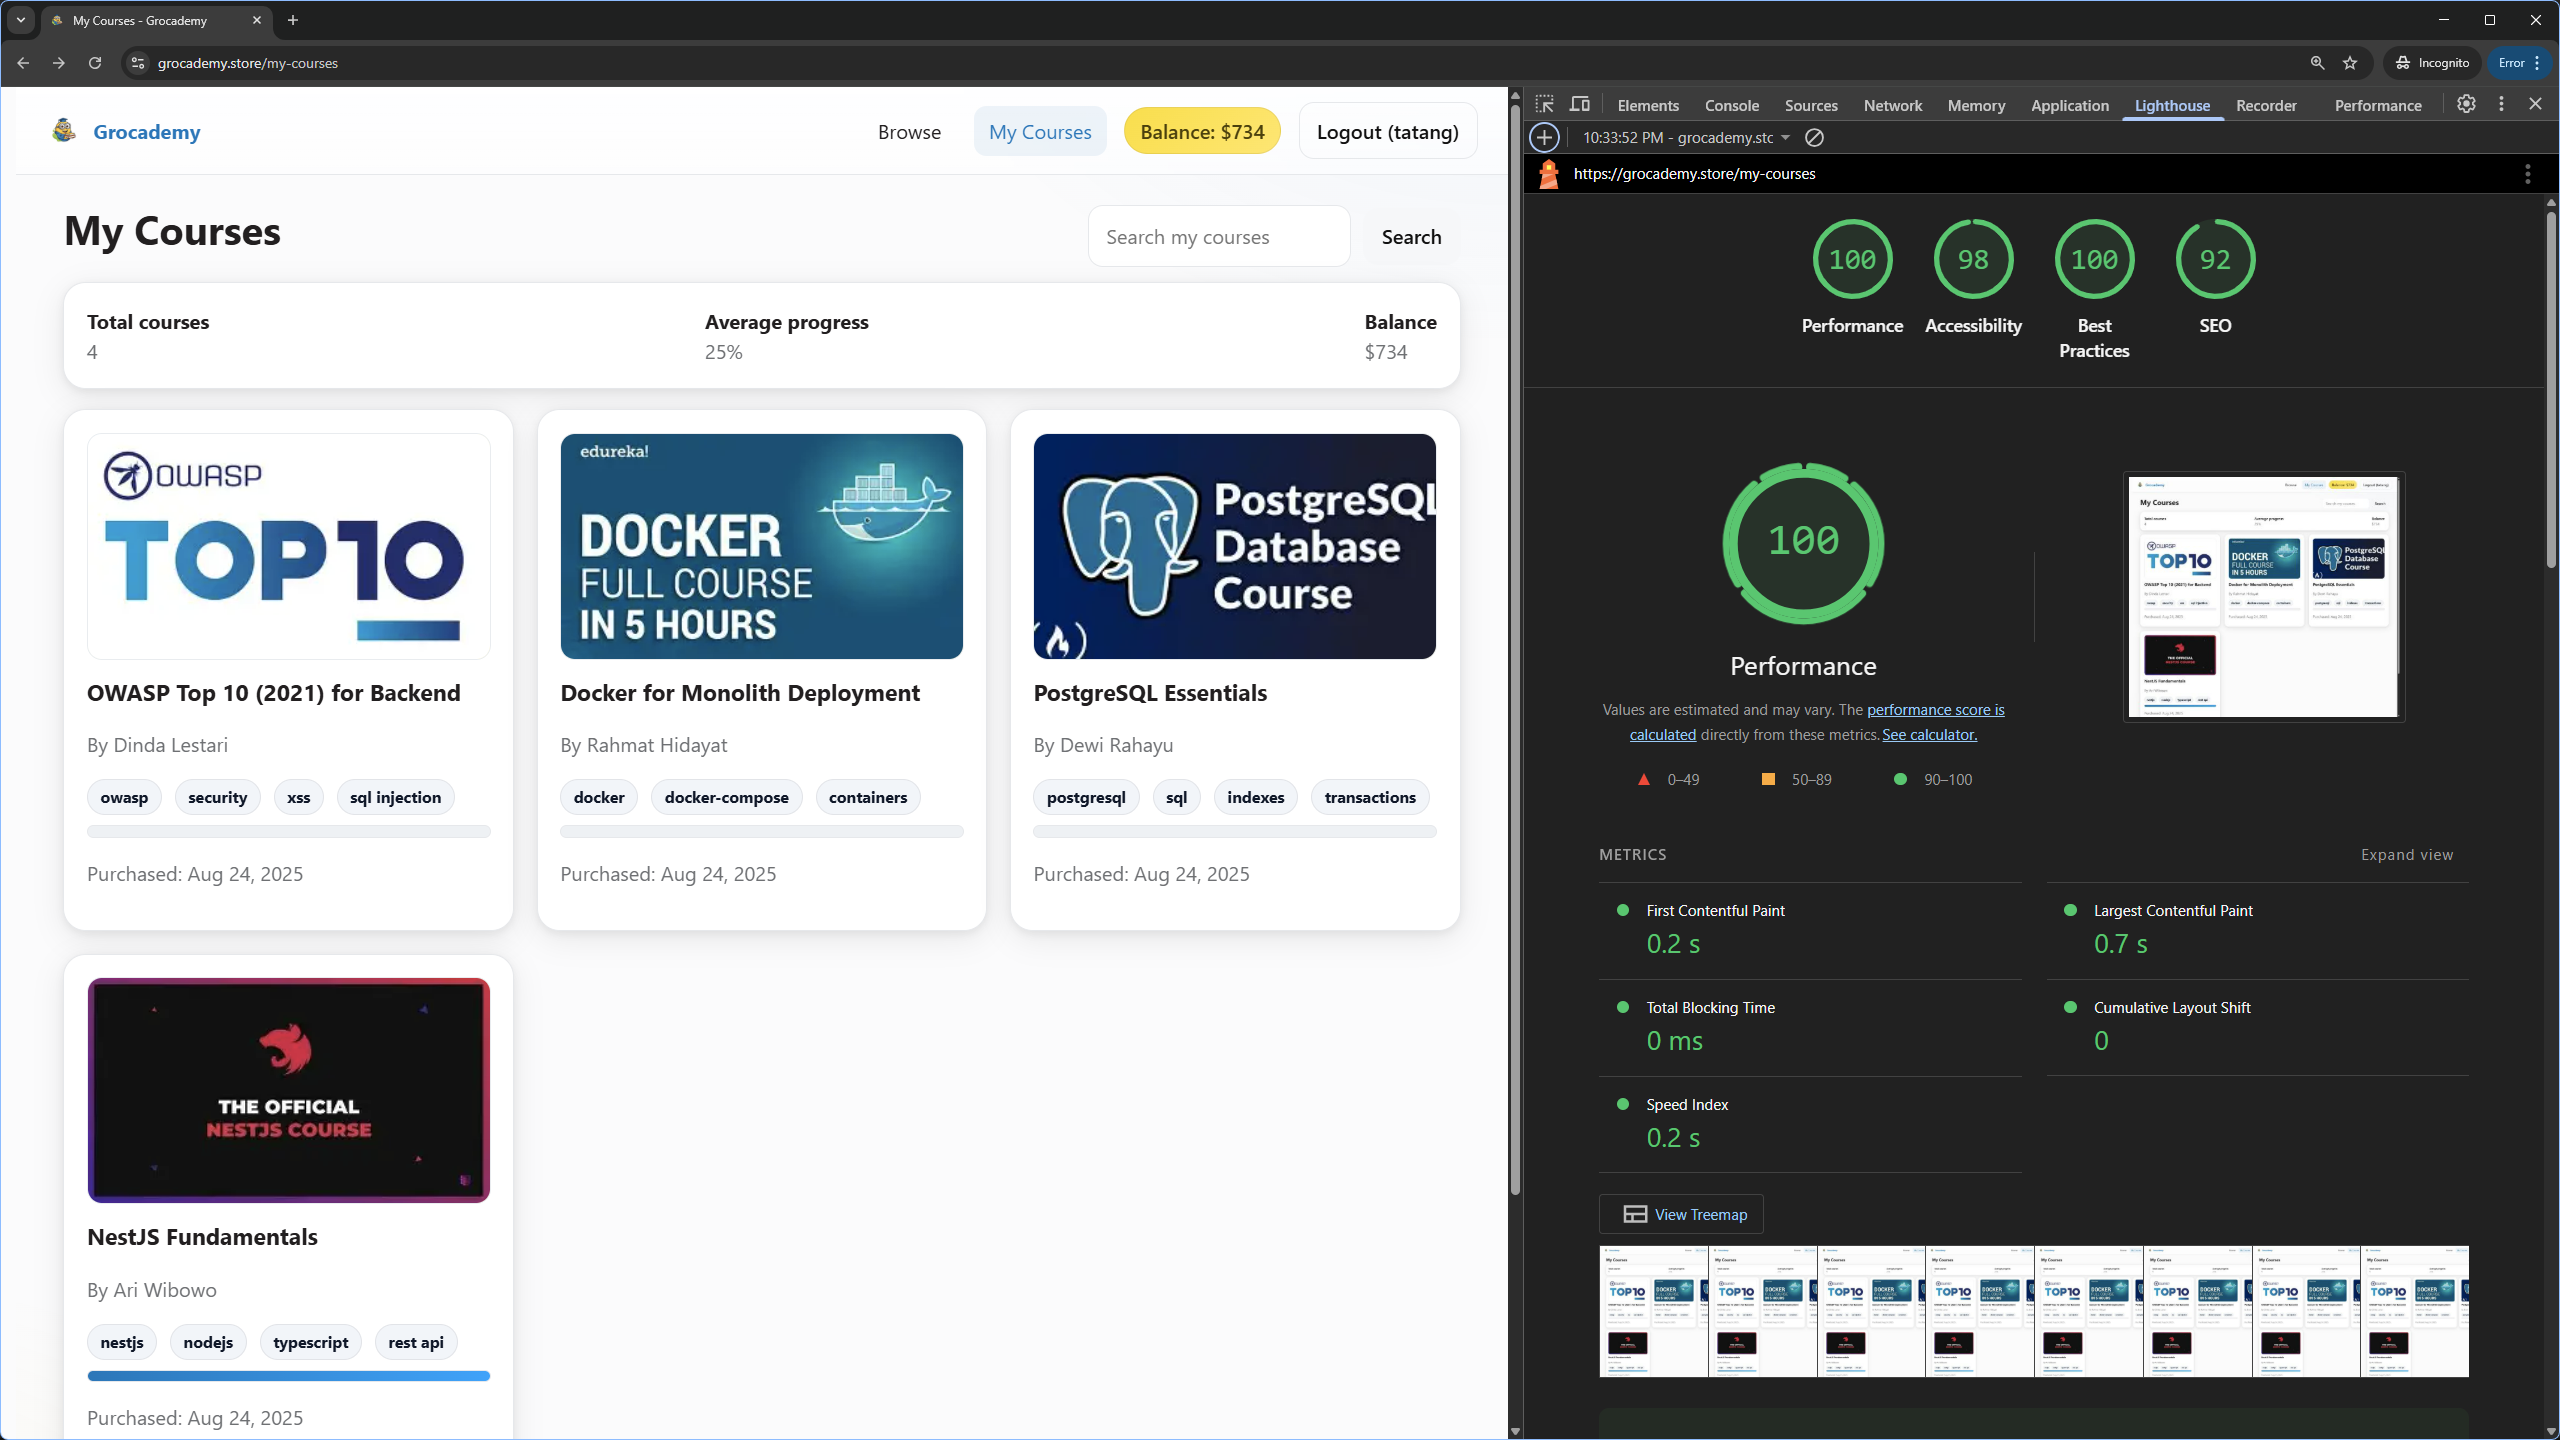 My Courses - Grocademy
grocademy.store/my-courses
Incognito
Error
Grocademy
Browse
My Courses
Balance: $734
Logout (tatang)
My Courses
Search my courses
Search
Total courses
4
Average progress
25%
Balance
$734
OWASP
TOP10
OWASP Top 10 (2021) for Backend
By Dinda Lestari
owasp
security
xss
sql injection
Purchased: Aug 24, 2025
edureka!
DOCKER
FULL COURSE
IN 5 HOURS
Docker for Monolith Deployment
By Rahmat Hidayat
docker
docker-compose
containers
Purchased: Aug 24, 2025
PostgreSQL
Database
Course
PostgreSQL Essentials
By Dewi Rahayu
postgresql
sql
indexes
transactions
Purchased: Aug 24, 2025
THE OFFICIAL
NESTJS COURSE
NestJS Fundamentals
By Ari Wibowo
nestjs
nodejs
typescript
rest api
Purchased: Aug 24, 2025
Elements
Console
Sources
Network
Memory
Application
Lighthouse
Recorder
Performance
10:33:52 PM - grocademy.stc
https://grocademy.store/my-courses
100
Performance
98
Accessibility
100
Best
Practices
92
SEO
100
Performance
Values are estimated and may vary. The performance score is
calculated directly from these metrics. See calculator.
0–49
50–89
90–100
METRICS
Expand view
First Contentful Paint
0.2 s
Largest Contentful Paint
0.7 s
Total Blocking Time
0 ms
Cumulative Layout Shift
0
Speed Index
0.2 s
View Treemap